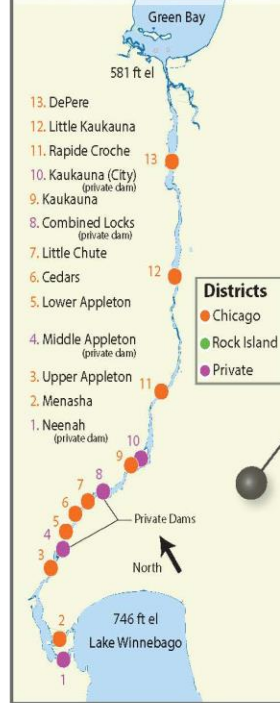 Green Bay
581 ft el
13. DePere
12. Little Kaukauna
11. Rapide Croche
10. Kaukauna (City)
(private dam)
9. Kaukauna
8. Combined Locks
(private dam)
7. Little Chute
6. Cedars
5. Lower Appleton
4. Middle Appleton
(private dam)
3. Upper Appleton
2. Menasha
1. Neenah
(private dam)
13
12
Districts
Chicago
Rock Island
Private
11
10
9
8
7
6
5
4
3
Private Dams
North
2
746 ft el
Lake Winnebago
1